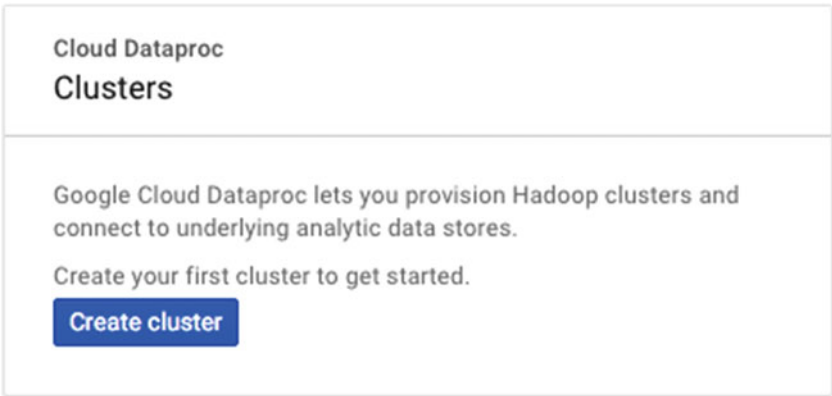 Cloud Dataproc
Clusters
Google Cloud Dataproc lets you provision Hadoop clusters and
connect to underlying analytic data stores.
Create your first cluster to get started.
Create cluster